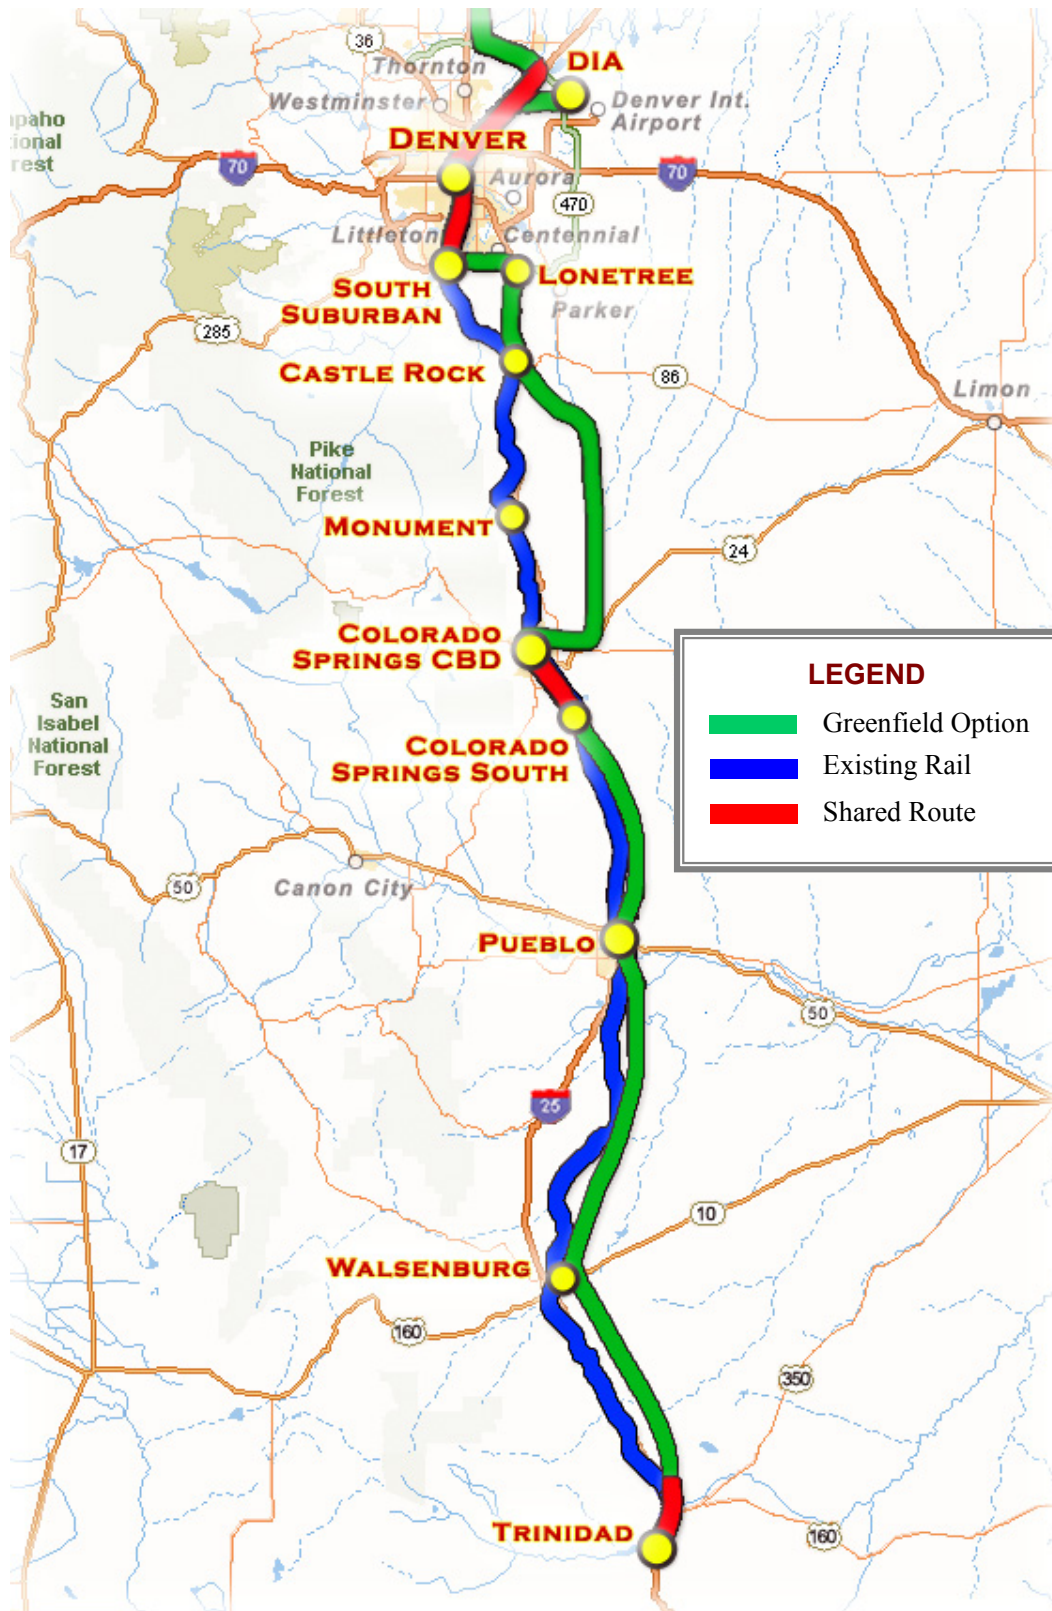 36
Thornton
DIA
Westminster
Denver Int.
Airport
apaho
tional
rest
DENVER
70
70
Aurora
470
Littleton
Centennial
SOUTH
SUBURBAN
LONETREE
Parker
285
CASTLE ROCK
86
Limon
Pike
National
Forest
MONUMENT
24
COLORADO
SPRINGS CBD
LEGEND
Greenfield Option
Existing Rail
Shared Route
San
Isabel
National
Forest
COLORADO
SPRINGS SOUTH
50
Canon City
PUEBLO
50
25
17
10
WALSENBURG
160
350
TRINIDAD
160